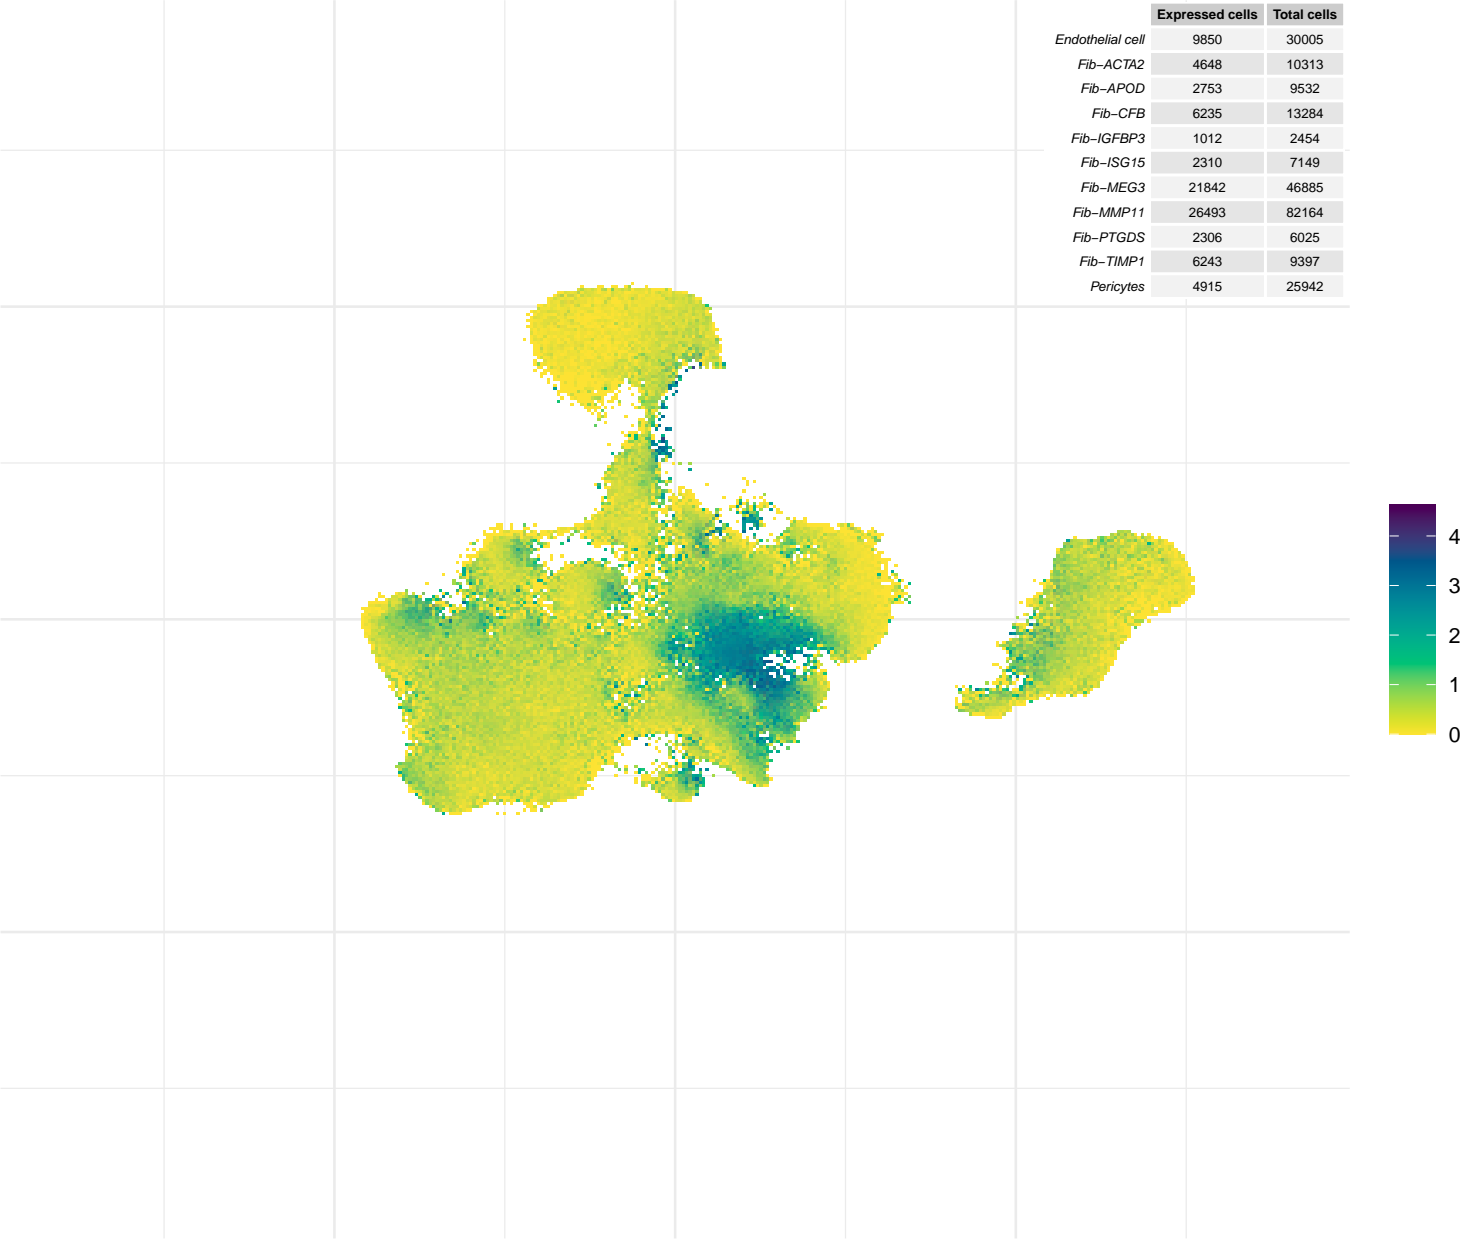 Expressed cells Total cells
Endothelial cell 9850 30005
Fib−ACTA2 4648 10313
Fib−APOD 2753 9532
Fib−CFB 6235 13284
Fib−IGFBP3 1012 2454
Fib−ISG15 2310 7149
Fib−MEG3 21842 46885
Fib−MMP11 26493 82164
Fib−PTGDS 2306 6025
Fib−TIMP1 6243 9397
Pericytes 4915 25942
4
3
2
1
0